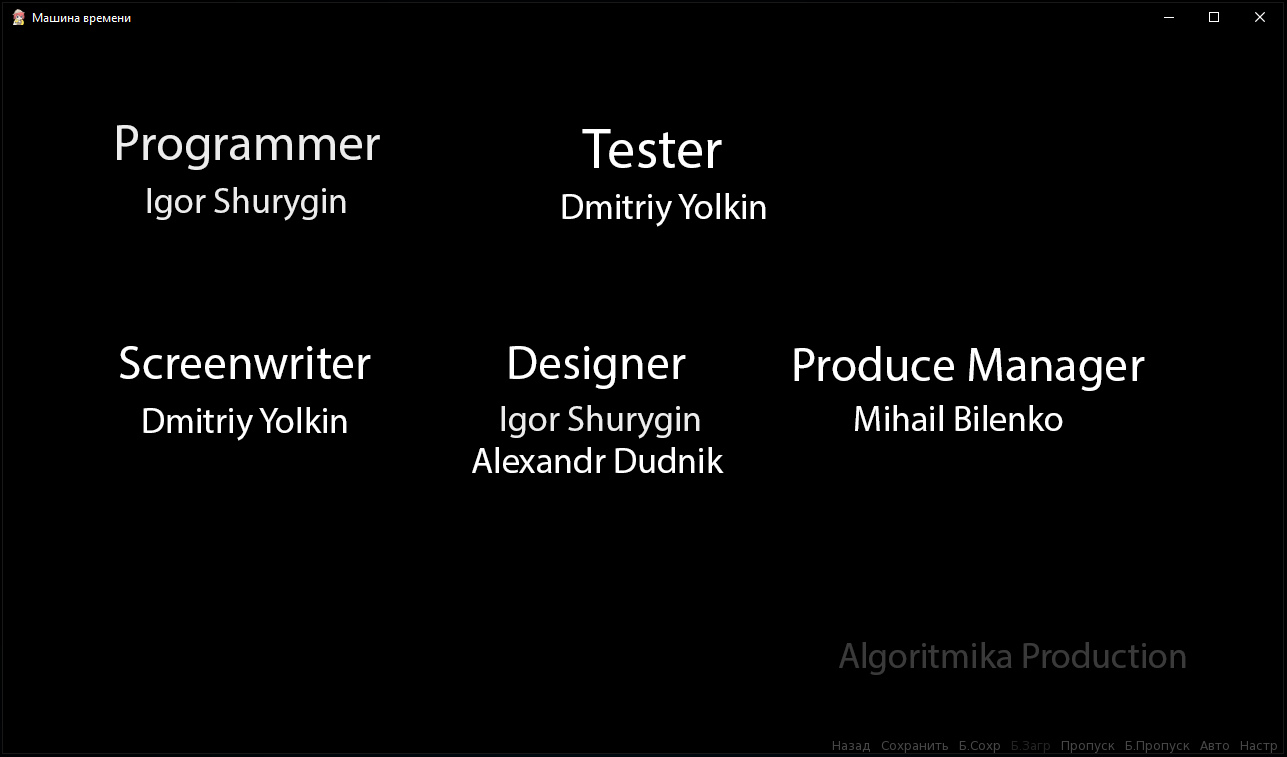 Машина времени
Programmer
Igor Shurygin
Tester
Dmitriy Yolkin
Screenwriter
Dmitriy Yolkin
Designer
Igor Shurygin
Alexandr Dudnik
Produce Manager
Mihail Bilenko
Algoritmika Production
Назад Сохранить Б.Сохр Б.Загр Пропуск Б.Пропуск Авто Настр